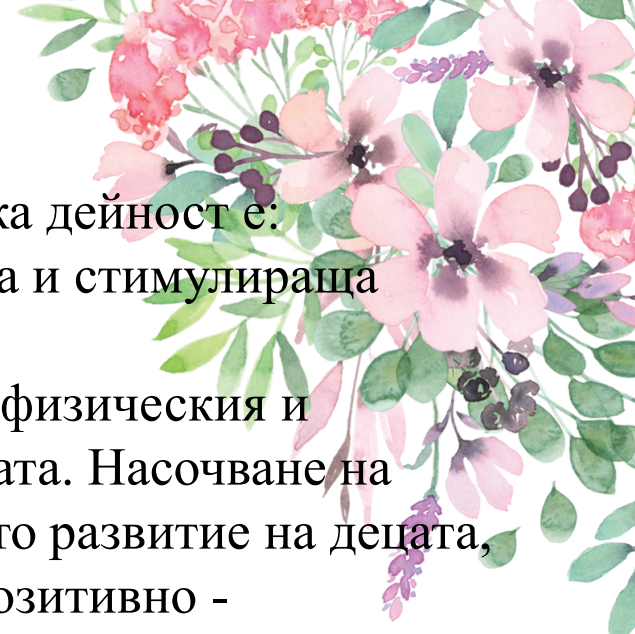 ка дейност е:
а и стимулираща
физическия и
ата. Насочване на
то развитие на децата,
озитивно -